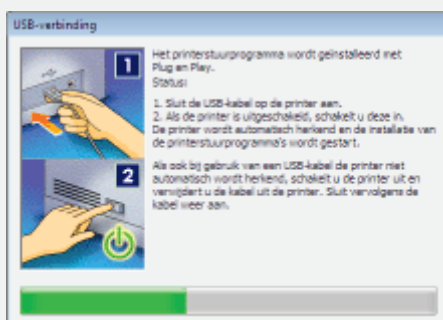 USB-verbinding
1
Het printerstuurprogramma wordt geïnstalleerd met
Plug en Play.
Status:
1. Sluit de USB-kabel op de printer aan.
2. Als de printer is uitgeschakeld, schakelt u deze in.
De printer wordt automatisch herkend en de installatie van
de printerstuurprogramma's wordt gestart.
2
Als ook bij gebruik van een USB-kabel de printer niet
automatisch wordt herkend, schakelt u de printer uit en
verwijdert u de kabel uit de printer. Sluit vervolgens de
kabel weer aan.